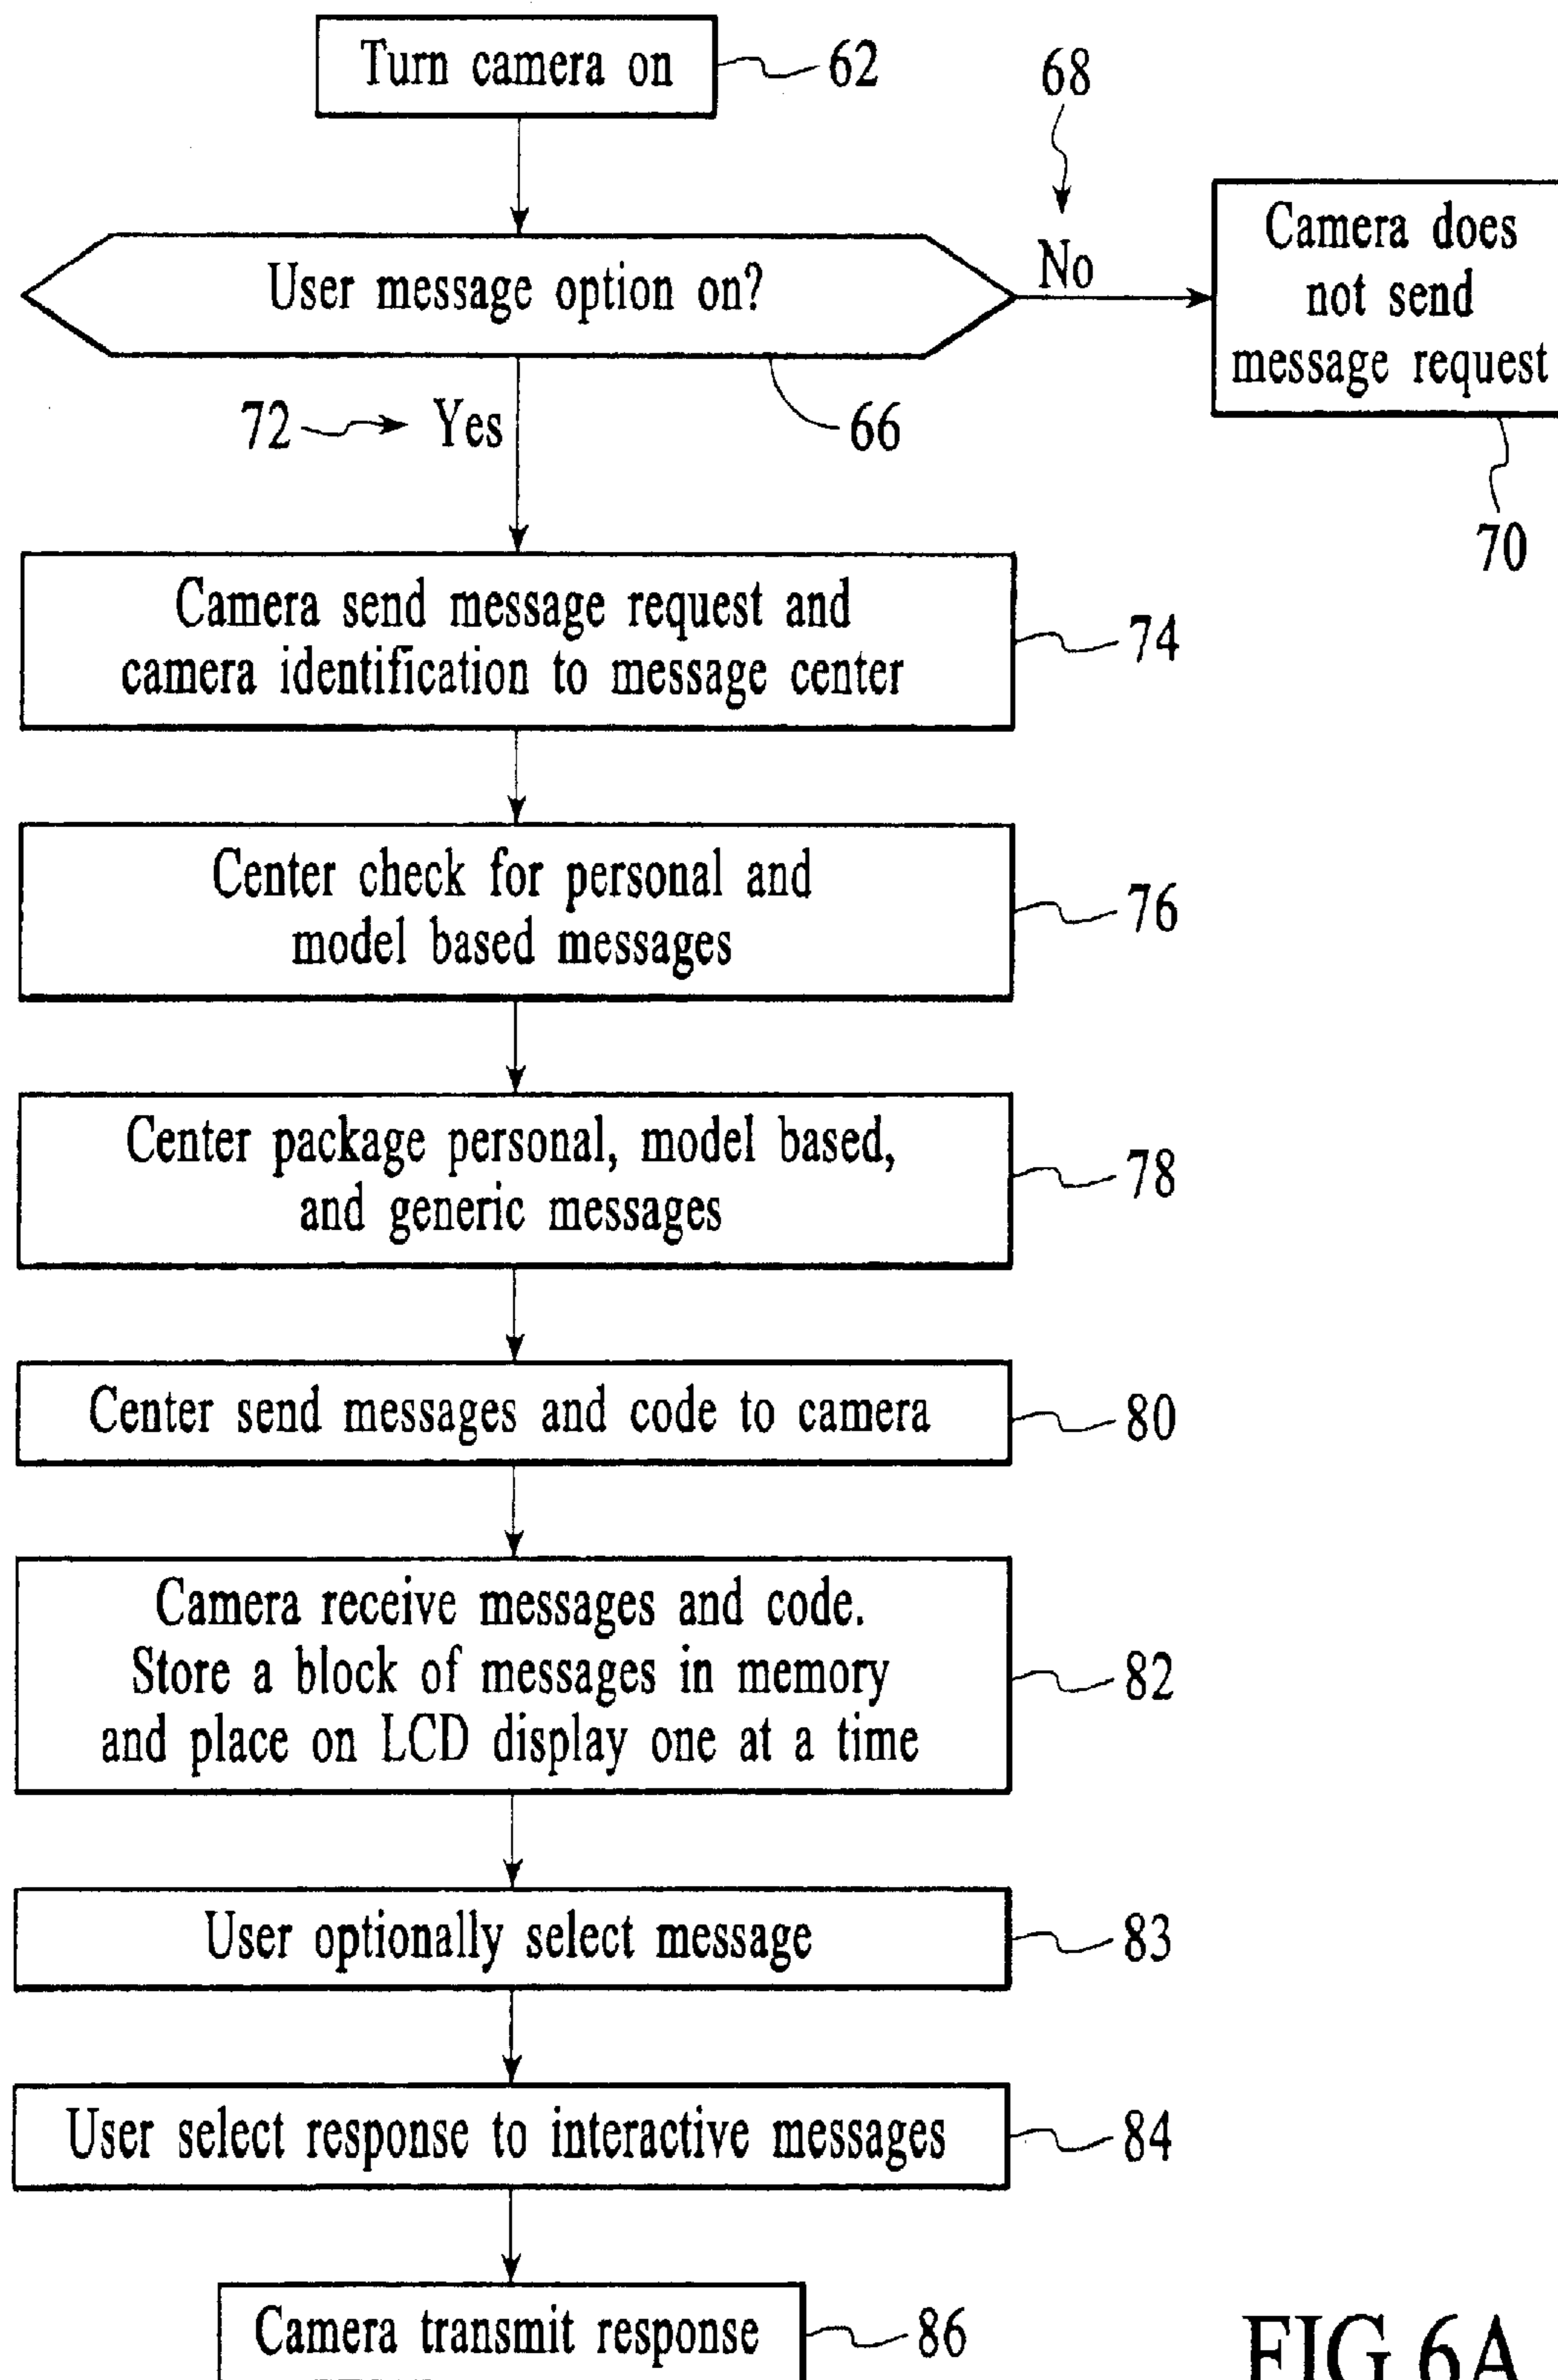 Turn camera on
62
68
User message option on?
No
Camera does
not send
message request
72
Yes
66
70
Camera send message request and
camera identification to message center
74
Center check for personal and
model based messages
76
Center package personal, model based,
and generic messages
78
Center send messages and code to camera
80
Camera receive messages and code.
Store a block of messages in memory
and place on LCD display one at a time
82
User optionally select message
83
User select response to interactive messages
84
Camera transmit response
86
FIG.6A